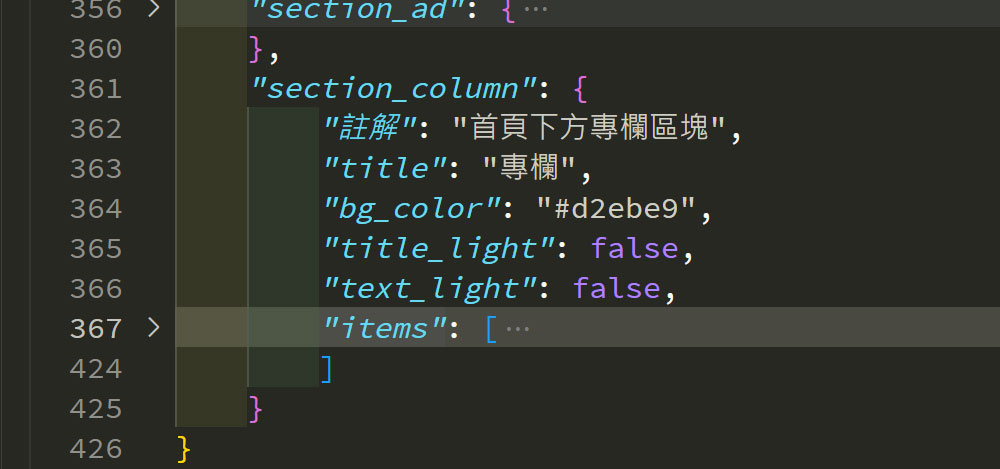 356 > "section_ad": { ⋯
360 },
361 "section_column": {
362 "註解": "首頁下方專欄區塊",
363 "title": "專欄",
364 "bg_color": "#d2ebe9",
365 "title_light": false,
366 "text_light": false,
367 > "items": [ ⋯
424 ]
425 }
426 }